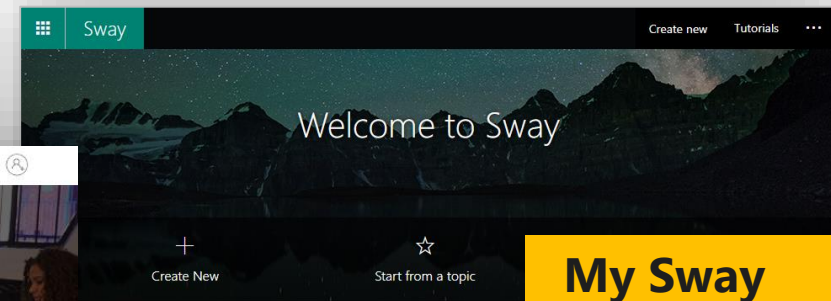 Sway
Create new
Tutorials
Welcome to Sway
Create New
Start from a topic
My Sway